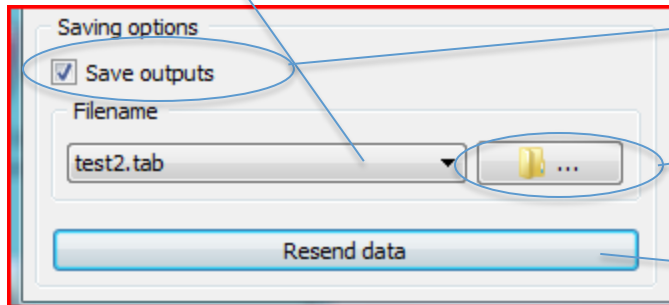 Saving options
Save outputs
Filename
test2.tab
...
Resend data